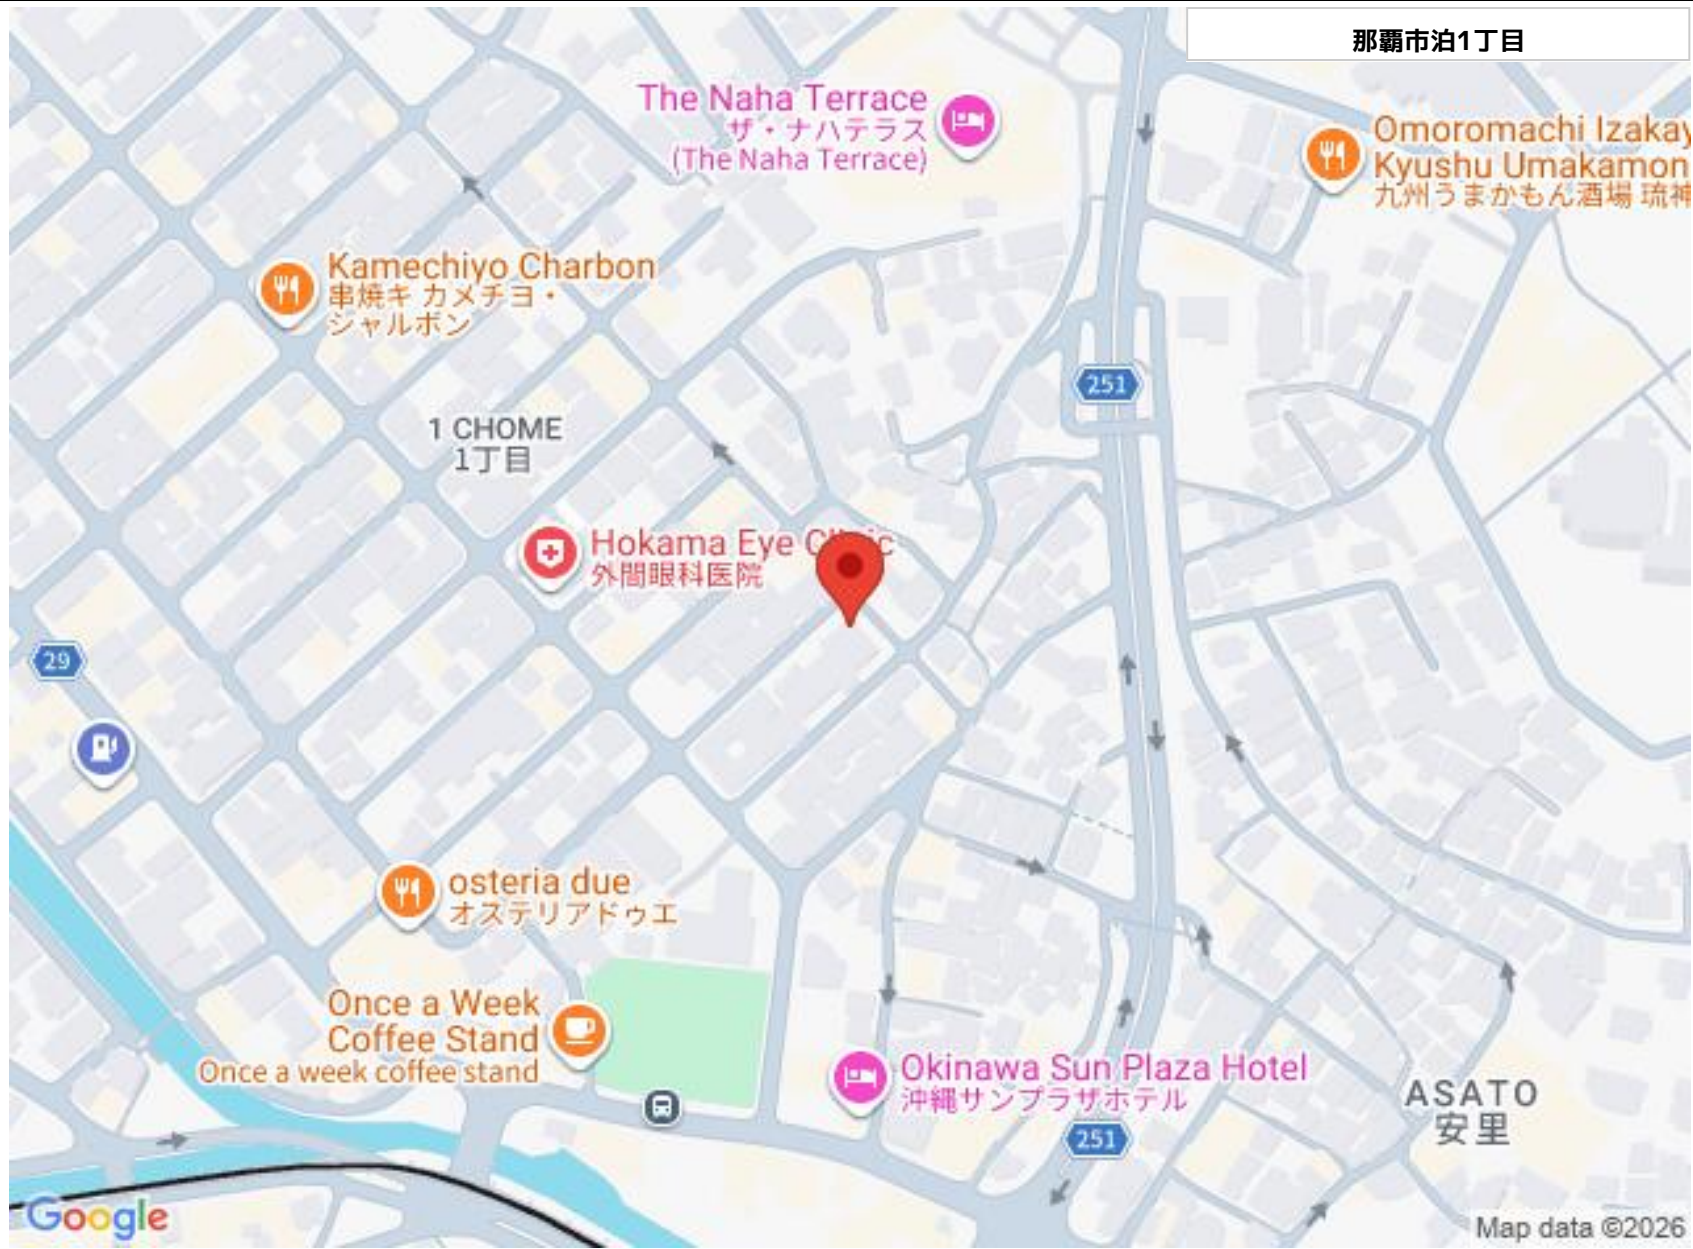 那覇市泊1丁目
The Naha Terrace
ザ・ナハテラス
(The Naha Terrace)
Omoromachi Izakay
Kyushu Umakamon
九州うまかもん酒場 琉神
Kamechiyo Charbon
串焼キ カメチヨ・
シャルボン
251
1 CHOME
1丁目
Hokama Eye Clinic
外間眼科医院
29
osteria due
オステリアドゥエ
Once a Week
Coffee Stand
Once a week coffee stand
Okinawa Sun Plaza Hotel
沖縄サンプラザホテル
ASATO
安里
251
Google
Map data ©2026